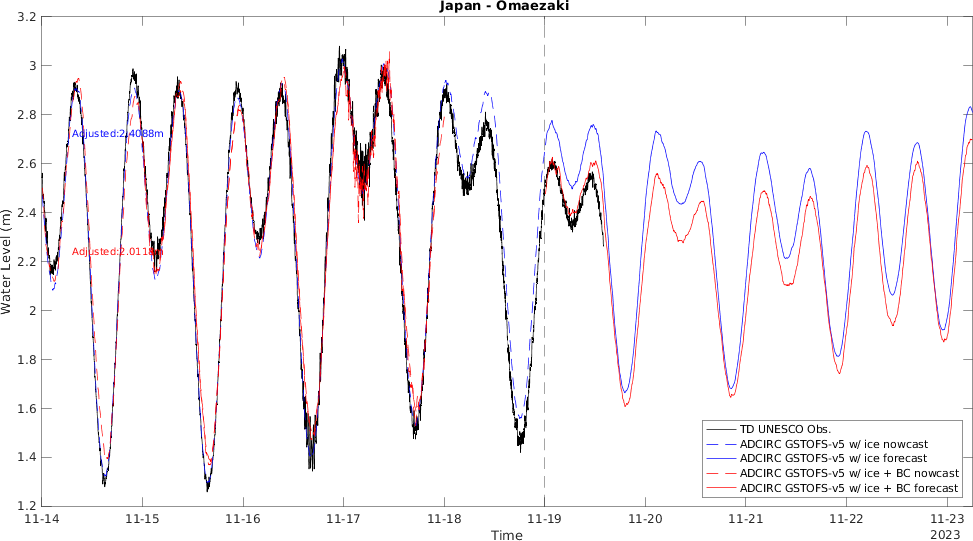 Japan - Omaezaki
3.2
3
2.8
2.6
2.4
2.2
2
1.8
1.6
1.4
1.2
Water Level (m)
Adjusted:2.4088m
Adjusted:2.0118m
TD UNESCO Obs.
ADCIRC GSTOFS-v5 w/ ice nowcast
ADCIRC GSTOFS-v5 w/ ice forecast
ADCIRC GSTOFS-v5 w/ ice + BC nowcast
ADCIRC GSTOFS-v5 w/ ice + BC forecast
11-14 11-15 11-16 11-17 11-18 11-19 11-20 11-21 11-22 11-23
Time
2023